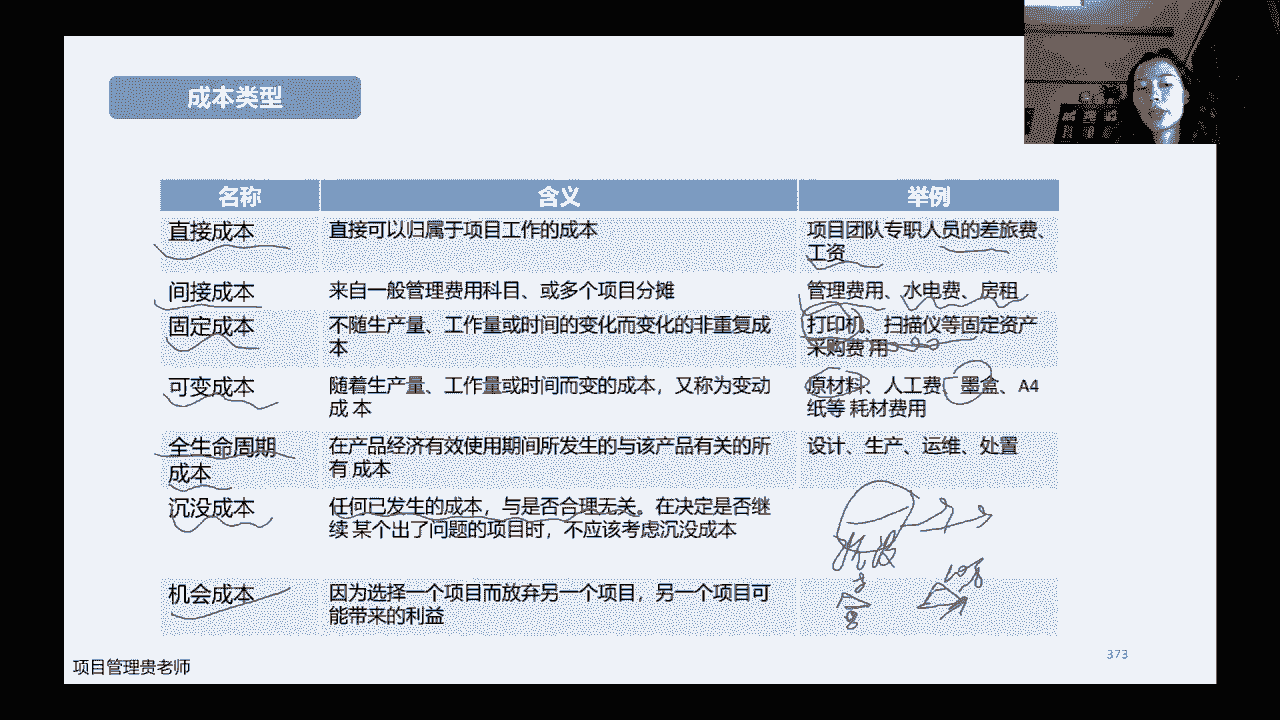 成本类型
名称 含义 举例
直接成本 直接可以归属于项目工作的成本 项目团队专职人员的差旅费、
工资
间接成本 来自一般管理费用科目、或多个项目分摊 管理费用、水电费、房租
固定成本 不随生产量、工作量或时间的变化而变化的非重复成 打印机、扫描仪等固定资产
本 采购费 用
可变成本 随着生产量、工作量或时间而变的成本，又称为变动 原材料、人工费、墨盒、A4
成 本 纸等 耗材费用
全生命周期 在产品经济有效使用期间所发生的与该产品有关的所 设计、生产、运维、处置
成本 有 成本
沉没成本 任何已发生的成本，与是否合理无关。在决定是否继
续 某个出了问题的项目时，不应该考虑沉没成本
机会成本 因为选择一个项目而放弃另一个项目，另一个项目可
能带来的利益
373
项目管理贵老师